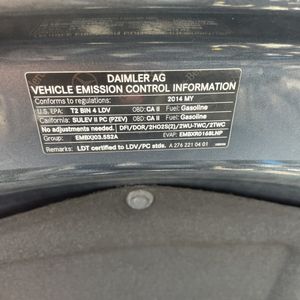 DAIMLER AG
VEHICLE EMISSION CONTROL INFORMATION
Conforms to regulations: 2014 MY
U.S. EPA: T2 BIN 4 LDV OBD: CA II Fuel: Gasoline
California: SULEV II PC (PZEV) OBD: CA II Fuel: Gasoline
No adjustments needed. DFI/DOR/2HO2S(2)/2WU-TWC/2TWC
Group: EMBXJ03.5S2A EVAP: EMBXR0168LNP
Remarks: LDT certified to LDV/PC stds. A 276 221 04 01